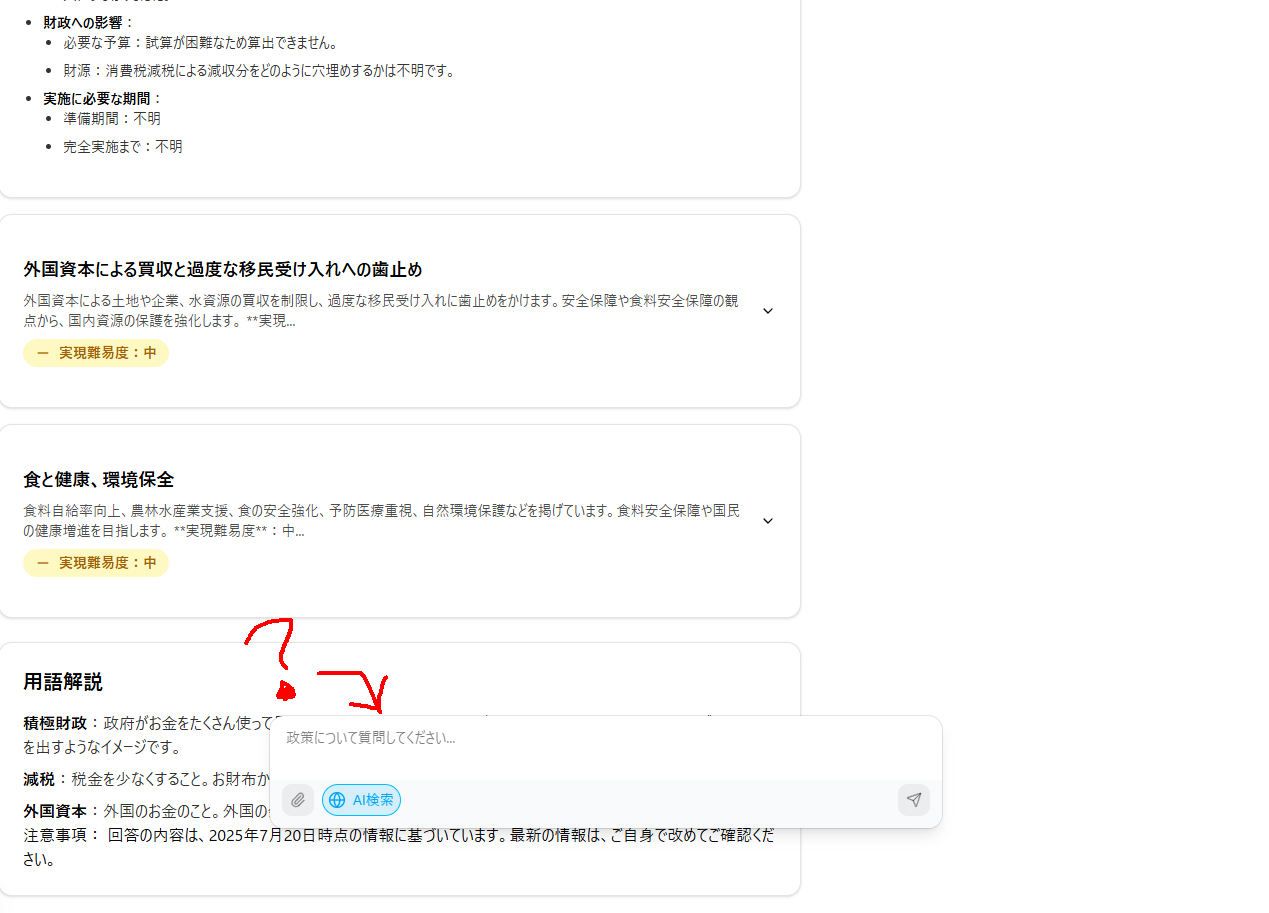 財政への影響：
必要な予算：試算が困難なため算出できません。
財源：消費税減税による減収分をどのように穴埋めするかは不明です。
実施に必要な期間：
準備期間：不明
完全実施まで：不明
外国資本による買収と過度な移民受け入れへの歯止め
外国資本による土地や企業、水資源の買収を制限し、過度な移民受け入れに歯止めをかけます。安全保障や食料安全保障の観
点から、国内資源の保護を強化します。 **実現...
実現難易度：中
食と健康、環境保全
食料自給率向上、農林水産業支援、食の安全強化、予防医療重視、自然環境保護などを掲げています。食料安全保障や国民
の健康増進を目指します。 **実現難易度**：中...
実現難易度：中
?
用語解説
積極財政：政府がお金をたくさん使って
を出すようなイメージです。
減税：税金を少なくすること。お財布か
外国資本：外国のお金のこと。外国の
政策について質問してください...
AI検索
注意事項： 回答の内容は、2025年7月20日時点の情報に基づいています。最新の情報は、ご自身で改めてご確認くだ
さい。